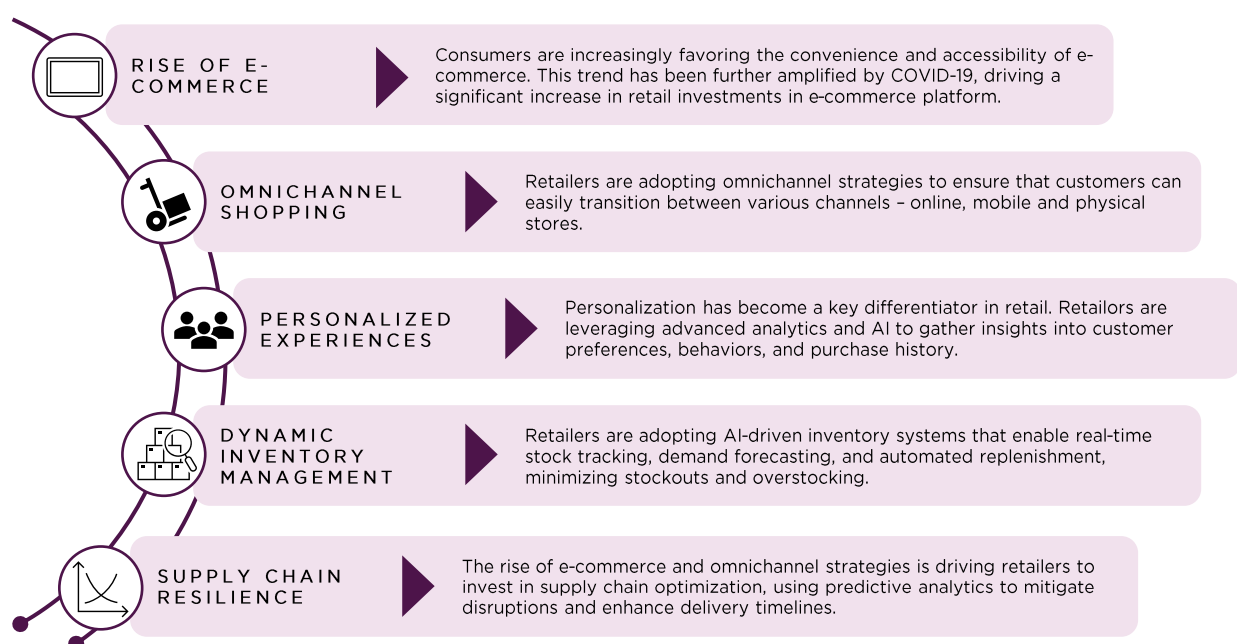 RISE OF E-
COMMERCE
Consumers are increasingly favoring the convenience and accessibility of e-
commerce. This trend has been further amplified by COVID-19, driving a
significant increase in retail investments in e-commerce platform.
OMNICHANNEL
SHOPPING
Retailers are adopting omnichannel strategies to ensure that customers can
easily transition between various channels – online, mobile and physical
stores.
PERSONALIZED
EXPERIENCES
Personalization has become a key differentiator in retail. Retailors are
leveraging advanced analytics and AI to gather insights into customer
preferences, behaviors, and purchase history.
DYNAMIC
INVENTORY
MANAGEMENT
Retailers are adopting AI-driven inventory systems that enable real-time
stock tracking, demand forecasting, and automated replenishment,
minimizing stockouts and overstocking.
SUPPLY CHAIN
RESILIENCE
The rise of e-commerce and omnichannel strategies is driving retailers to
invest in supply chain optimization, using predictive analytics to mitigate
disruptions and enhance delivery timelines.